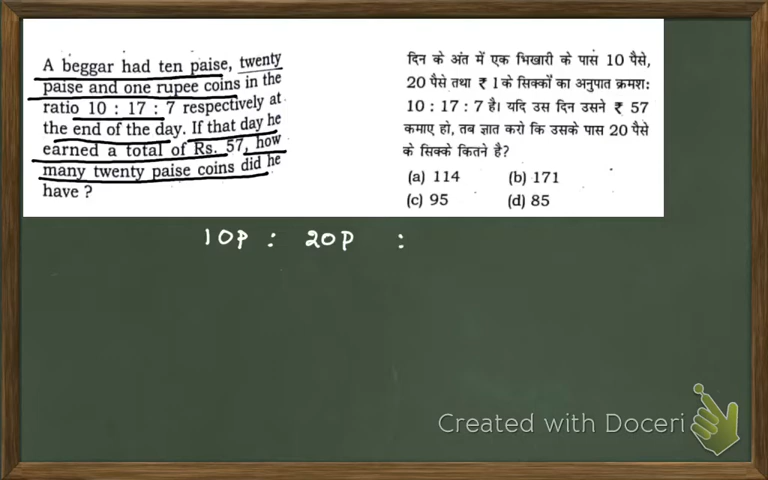 A beggar had ten paise, twenty
paise and one rupee coins in the
ratio 10 : 17 : 7 respectively at
the end of the day. If that day he
earned a total of Rs. 57, how
many twenty paise coins did he
have ?
दिन के अंत में एक भिखारी के पास 10 पैसे,
20 पैसे तथा ₹ 1 के सिक्कों का अनुपात क्रमश:
10 : 17 : 7 है। यदि उस दिन उसने ₹ 57
कमाए हो, तब ज्ञात करो कि उसके पास 20 पैसे
के सिक्के कितने है?
(a) 114 (b) 171
(c) 95 (d) 85
10P : 20P :
Created with Doceri